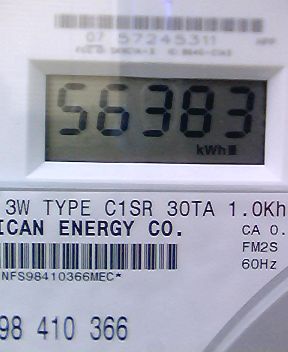 07 57245311
56383
kWh
3W TYPE C1SR 30TA 1.0Kh
ICAN ENERGY CO.
CA 0.
FM2S
60Hz
*NFS98410366MEC*
98 410 366